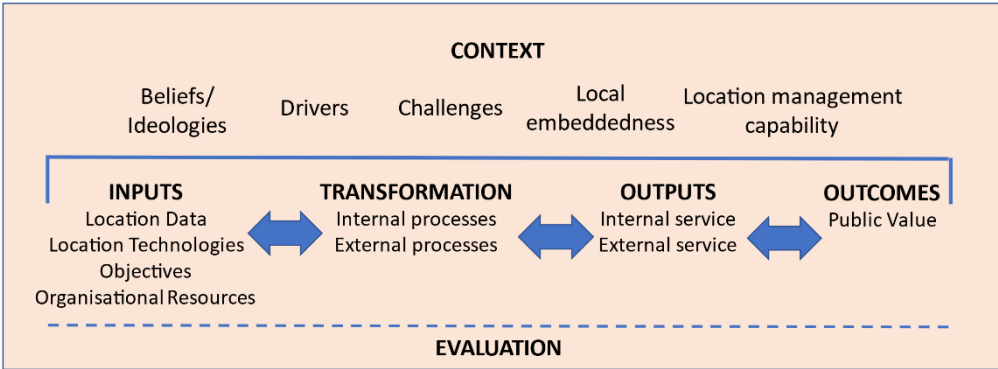 CONTEXT
Beliefs/
Ideologies
Drivers
Challenges
Local
embeddedness
Location management
capability
INPUTS
Location Data
Location Technologies
Objectives
Organisational Resources
TRANSFORMATION
Internal processes
External processes
OUTPUTS
Internal service
External service
OUTCOMES
Public Value
EVALUATION